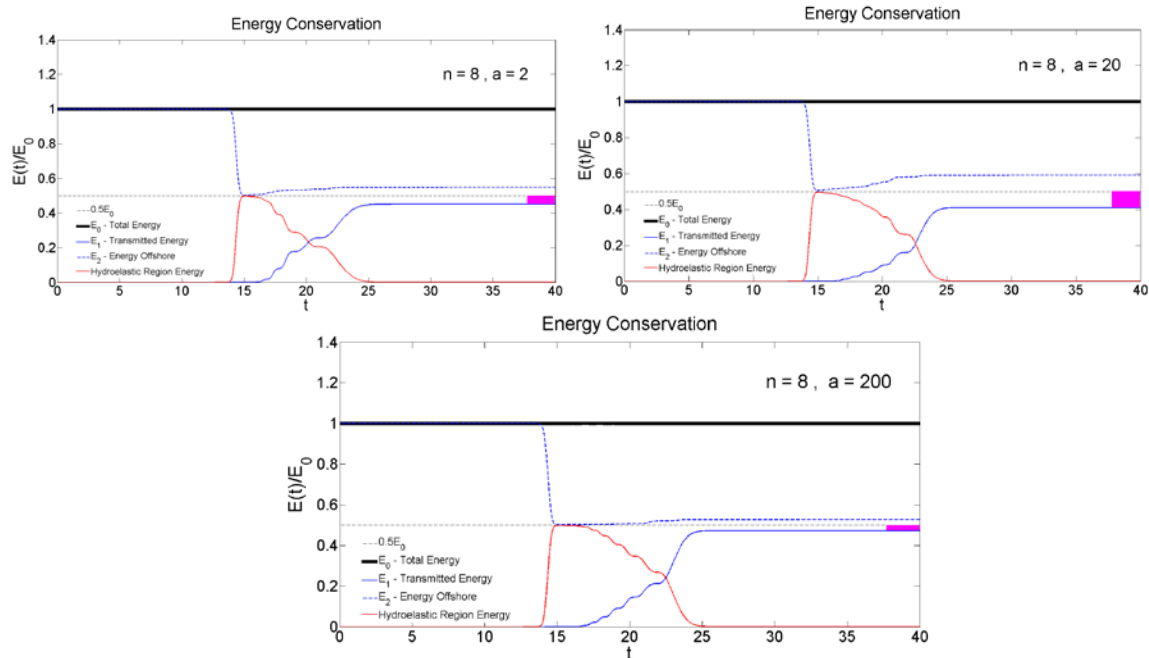 Energy Conservation
1.4
1.2
1
0.8
0.6
0.4
0.2
0
E(t)/E₀
n = 8 , a = 2
0.5E₀
E₀ - Total Energy
E₁ - Transmitted Energy
E₂ - Energy Offshore
Hydroelastic Region Energy
0 5 10 15 20 25 30 35 40
t
Energy Conservation
1.4
1.2
1
0.8
0.6
0.4
0.2
0
E(t)/E₀
n = 8 , a = 20
0.5E₀
E₀ - Total Energy
E₁ - Transmitted Energy
E₂ - Energy Offshore
Hydroelastic Region Energy
0 5 10 15 20 25 30 35 40
t
Energy Conservation
1.4
1.2
1
0.8
0.6
0.4
0.2
0
E(t)/E₀
n = 8 , a = 200
0.5E₀
E₀ - Total Energy
E₁ - Transmitted Energy
E₂ - Energy Offshore
Hydroelastic Region Energy
0 5 10 15 20 25 30 35 40
t